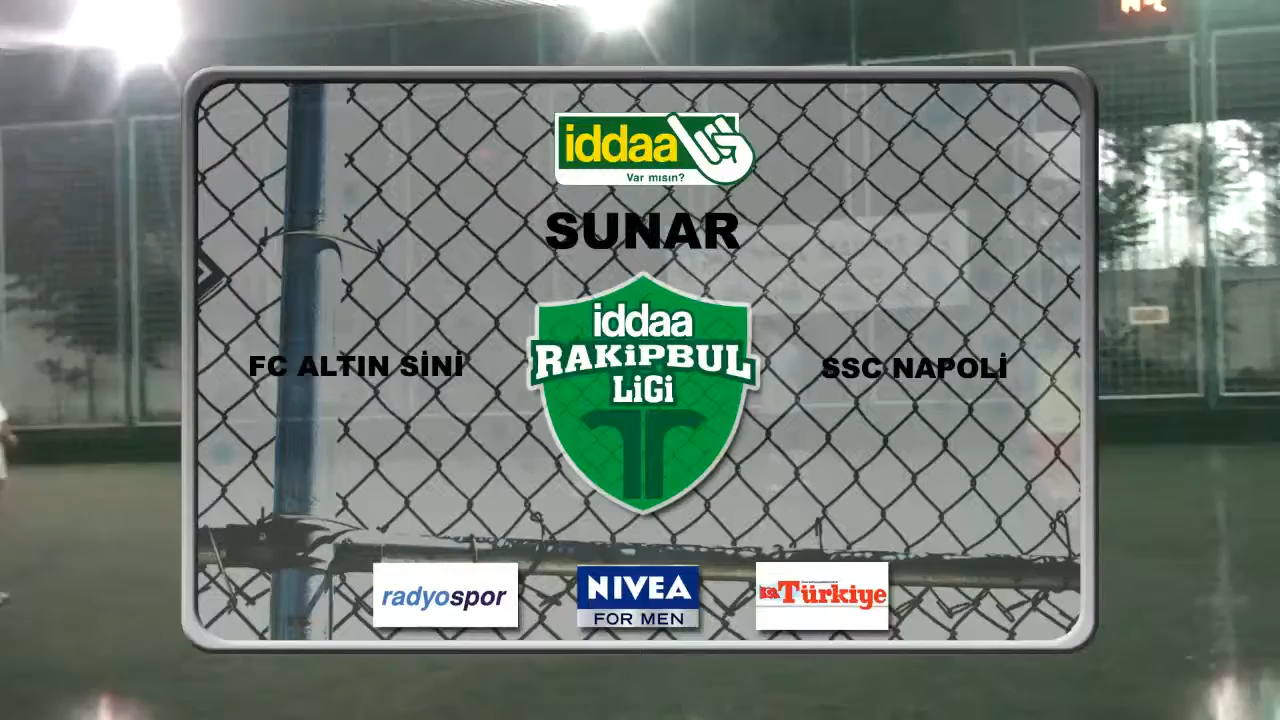 iddaa
Var mısın?
SUNAR
iddaa
RAKİPBUL
LİGİ
FC ALTIN SİNİ
SSC NAPOLİ
radyospor
NIVEA
FOR MEN
Türkiye